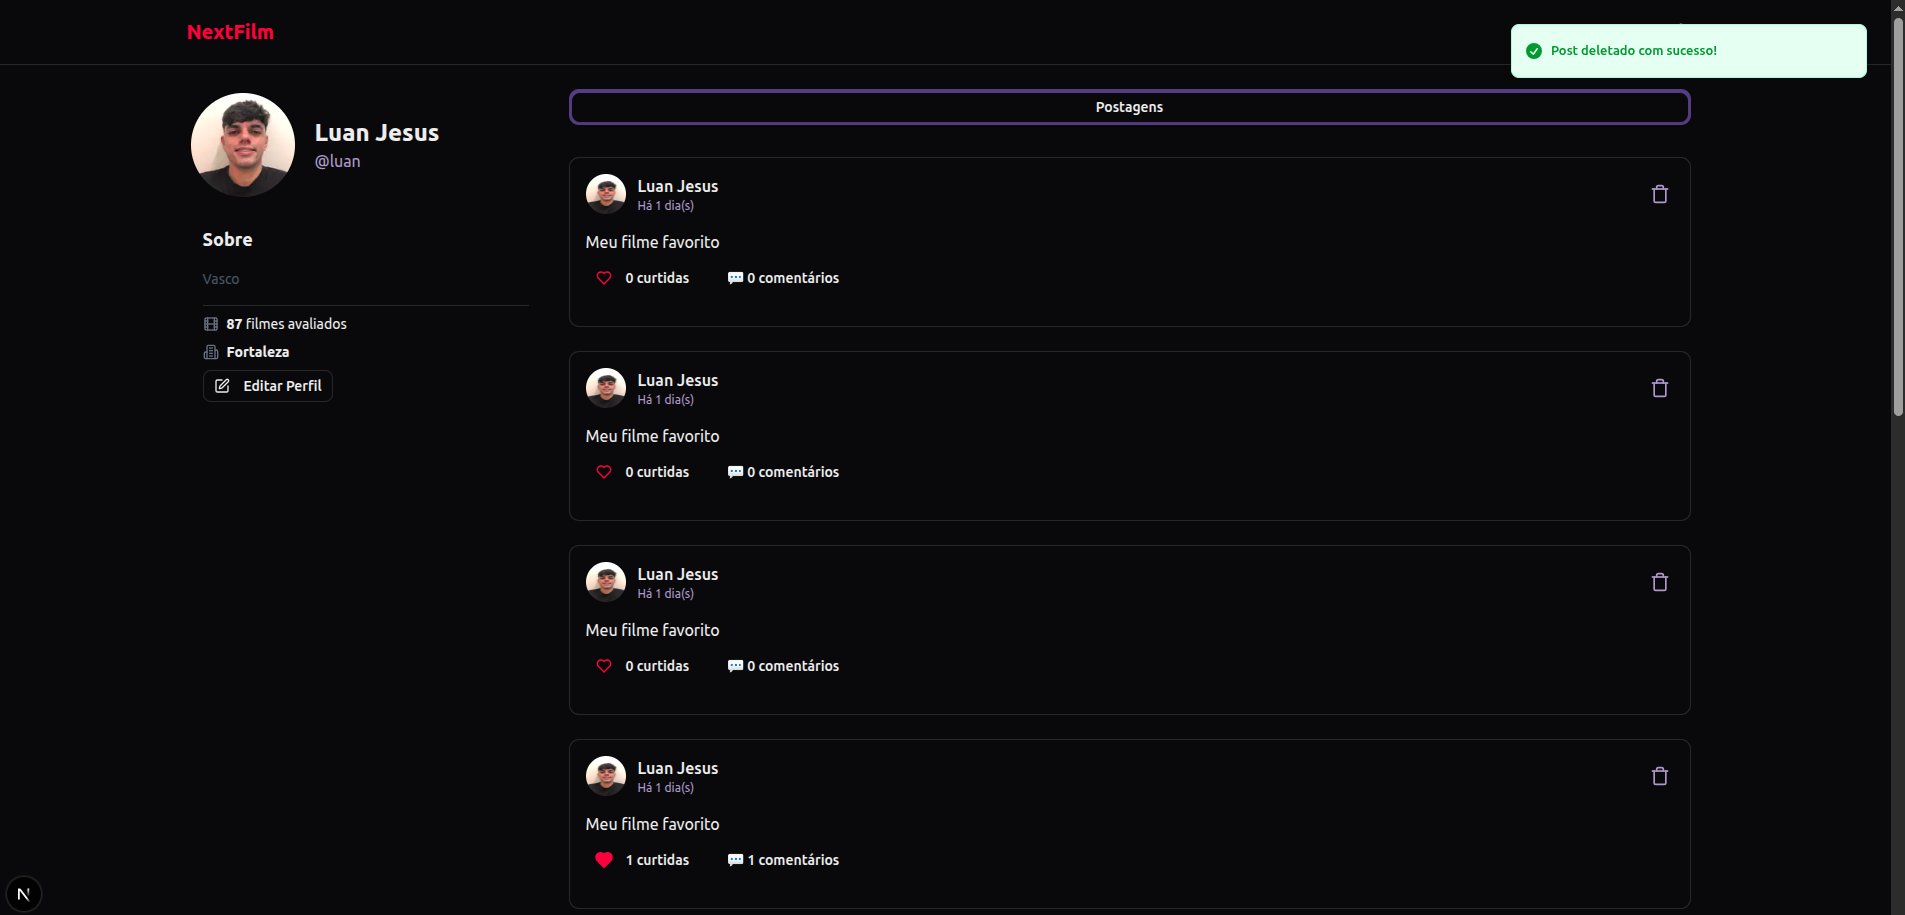 NextFilm
Post deletado com sucesso!
Luan Jesus
@luan
Sobre
Vasco
87 filmes avaliados
Fortaleza
Editar Perfil
Postagens
Luan Jesus
Há 1 dia(s)
Meu filme favorito
0 curtidas 💬 0 comentários
Luan Jesus
Há 1 dia(s)
Meu filme favorito
0 curtidas 💬 0 comentários
Luan Jesus
Há 1 dia(s)
Meu filme favorito
0 curtidas 💬 0 comentários
Luan Jesus
Há 1 dia(s)
Meu filme favorito
1 curtidas 💬 1 comentários
N